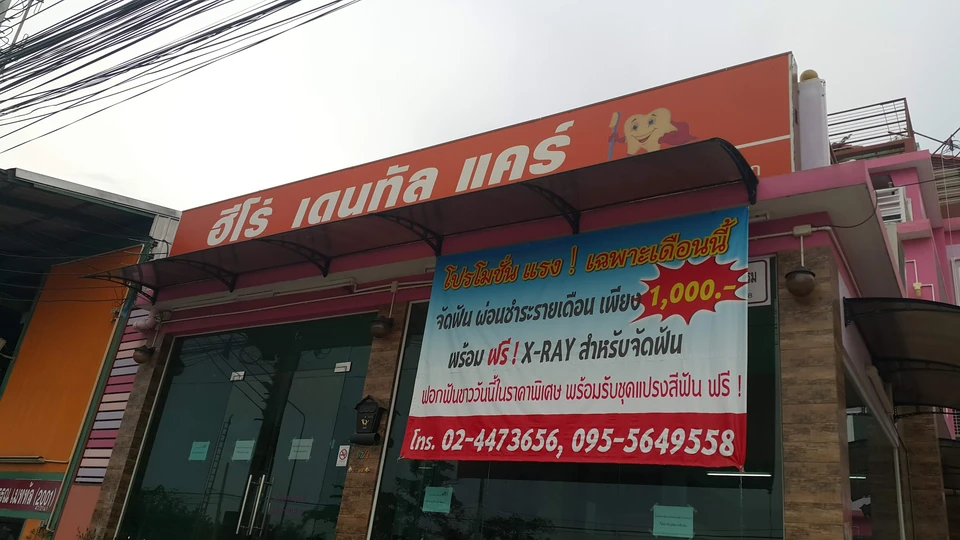 ฮีโร่ เดนทัล แคร์
โปรโมชั่น แรง ! เฉพาะเดือนนี้
จัดฟัน ผ่อนชำระรายเดือน เพียง 1,000.-
พร้อม ฟรี ! X-RAY สำหรับจัดฟัน
ฟอกฟันขาววันนี้ในราคาพิเศษ พร้อมรับชุดแปรงสีฟัน ฟรี !
โทร. 02-4473656, 095-5649558